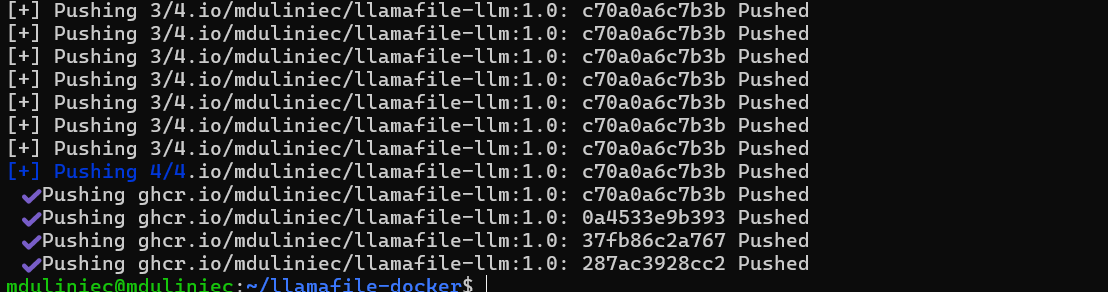 [+] Pushing 3/4.io/mduliniec/llamafile-llm:1.0: c70a0a6c7b3b Pushed
[+] Pushing 3/4.io/mduliniec/llamafile-llm:1.0: c70a0a6c7b3b Pushed
[+] Pushing 3/4.io/mduliniec/llamafile-llm:1.0: c70a0a6c7b3b Pushed
[+] Pushing 3/4.io/mduliniec/llamafile-llm:1.0: c70a0a6c7b3b Pushed
[+] Pushing 3/4.io/mduliniec/llamafile-llm:1.0: c70a0a6c7b3b Pushed
[+] Pushing 3/4.io/mduliniec/llamafile-llm:1.0: c70a0a6c7b3b Pushed
[+] Pushing 3/4.io/mduliniec/llamafile-llm:1.0: c70a0a6c7b3b Pushed
[+] Pushing 4/4.io/mduliniec/llamafile-llm:1.0: c70a0a6c7b3b Pushed
✔Pushing ghcr.io/mduliniec/llamafile-llm:1.0: c70a0a6c7b3b Pushed
✔Pushing ghcr.io/mduliniec/llamafile-llm:1.0: 0a4533e9b393 Pushed
✔Pushing ghcr.io/mduliniec/llamafile-llm:1.0: 37fb86c2a767 Pushed
✔Pushing ghcr.io/mduliniec/llamafile-llm:1.0: 287ac3928cc2 Pushed
mduliniec@mduliniec:~/llamafile-docker$